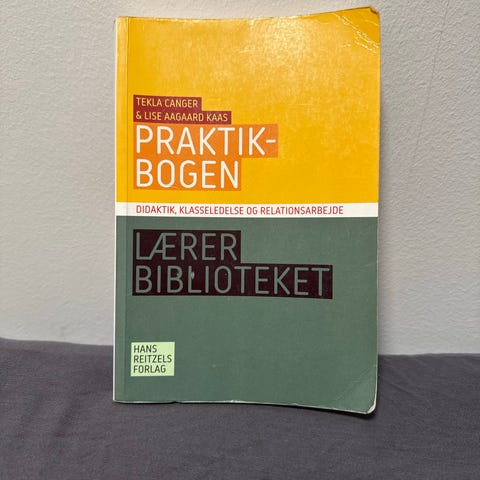 TEKLA CANGER
& LISE AAGAARD KAAS
PRAKTIK-
BOGEN
DIDAKTIK, KLASSELEDELSE OG RELATIONSARBEJDE
LÆRER
BIBLIOTEKET
HANS
REITZELS
FORLAG